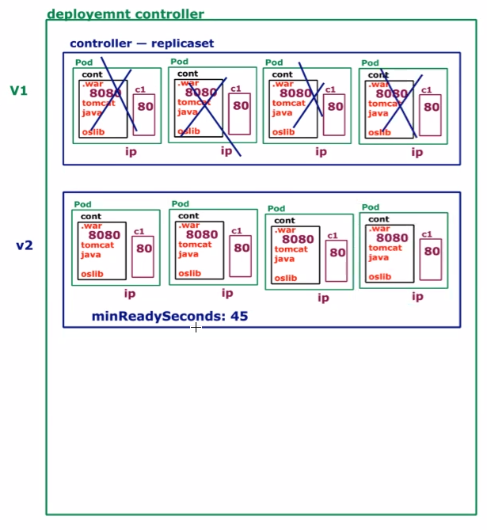 deployemnt controller
controller — replicaset
V1
Pod
cont
.war
8080
tomcat
java
oslib
c1
80
ip
Pod
cont
.war
8080
tomcat
java
oslib
c1
80
ip
Pod
cont
.war
8080
tomcat
java
oslib
c1
80
ip
Pod
cont
.war
8080
tomcat
java
oslib
c1
80
ip
v2
Pod
cont
.war
8080
tomcat
java
oslib
c1
80
ip
Pod
cont
.war
8080
tomcat
java
oslib
c1
80
ip
Pod
cont
.war
8080
tomcat
java
oslib
c1
80
ip
Pod
cont
.war
8080
tomcat
java
oslib
c1
80
ip
minReadySeconds: 45